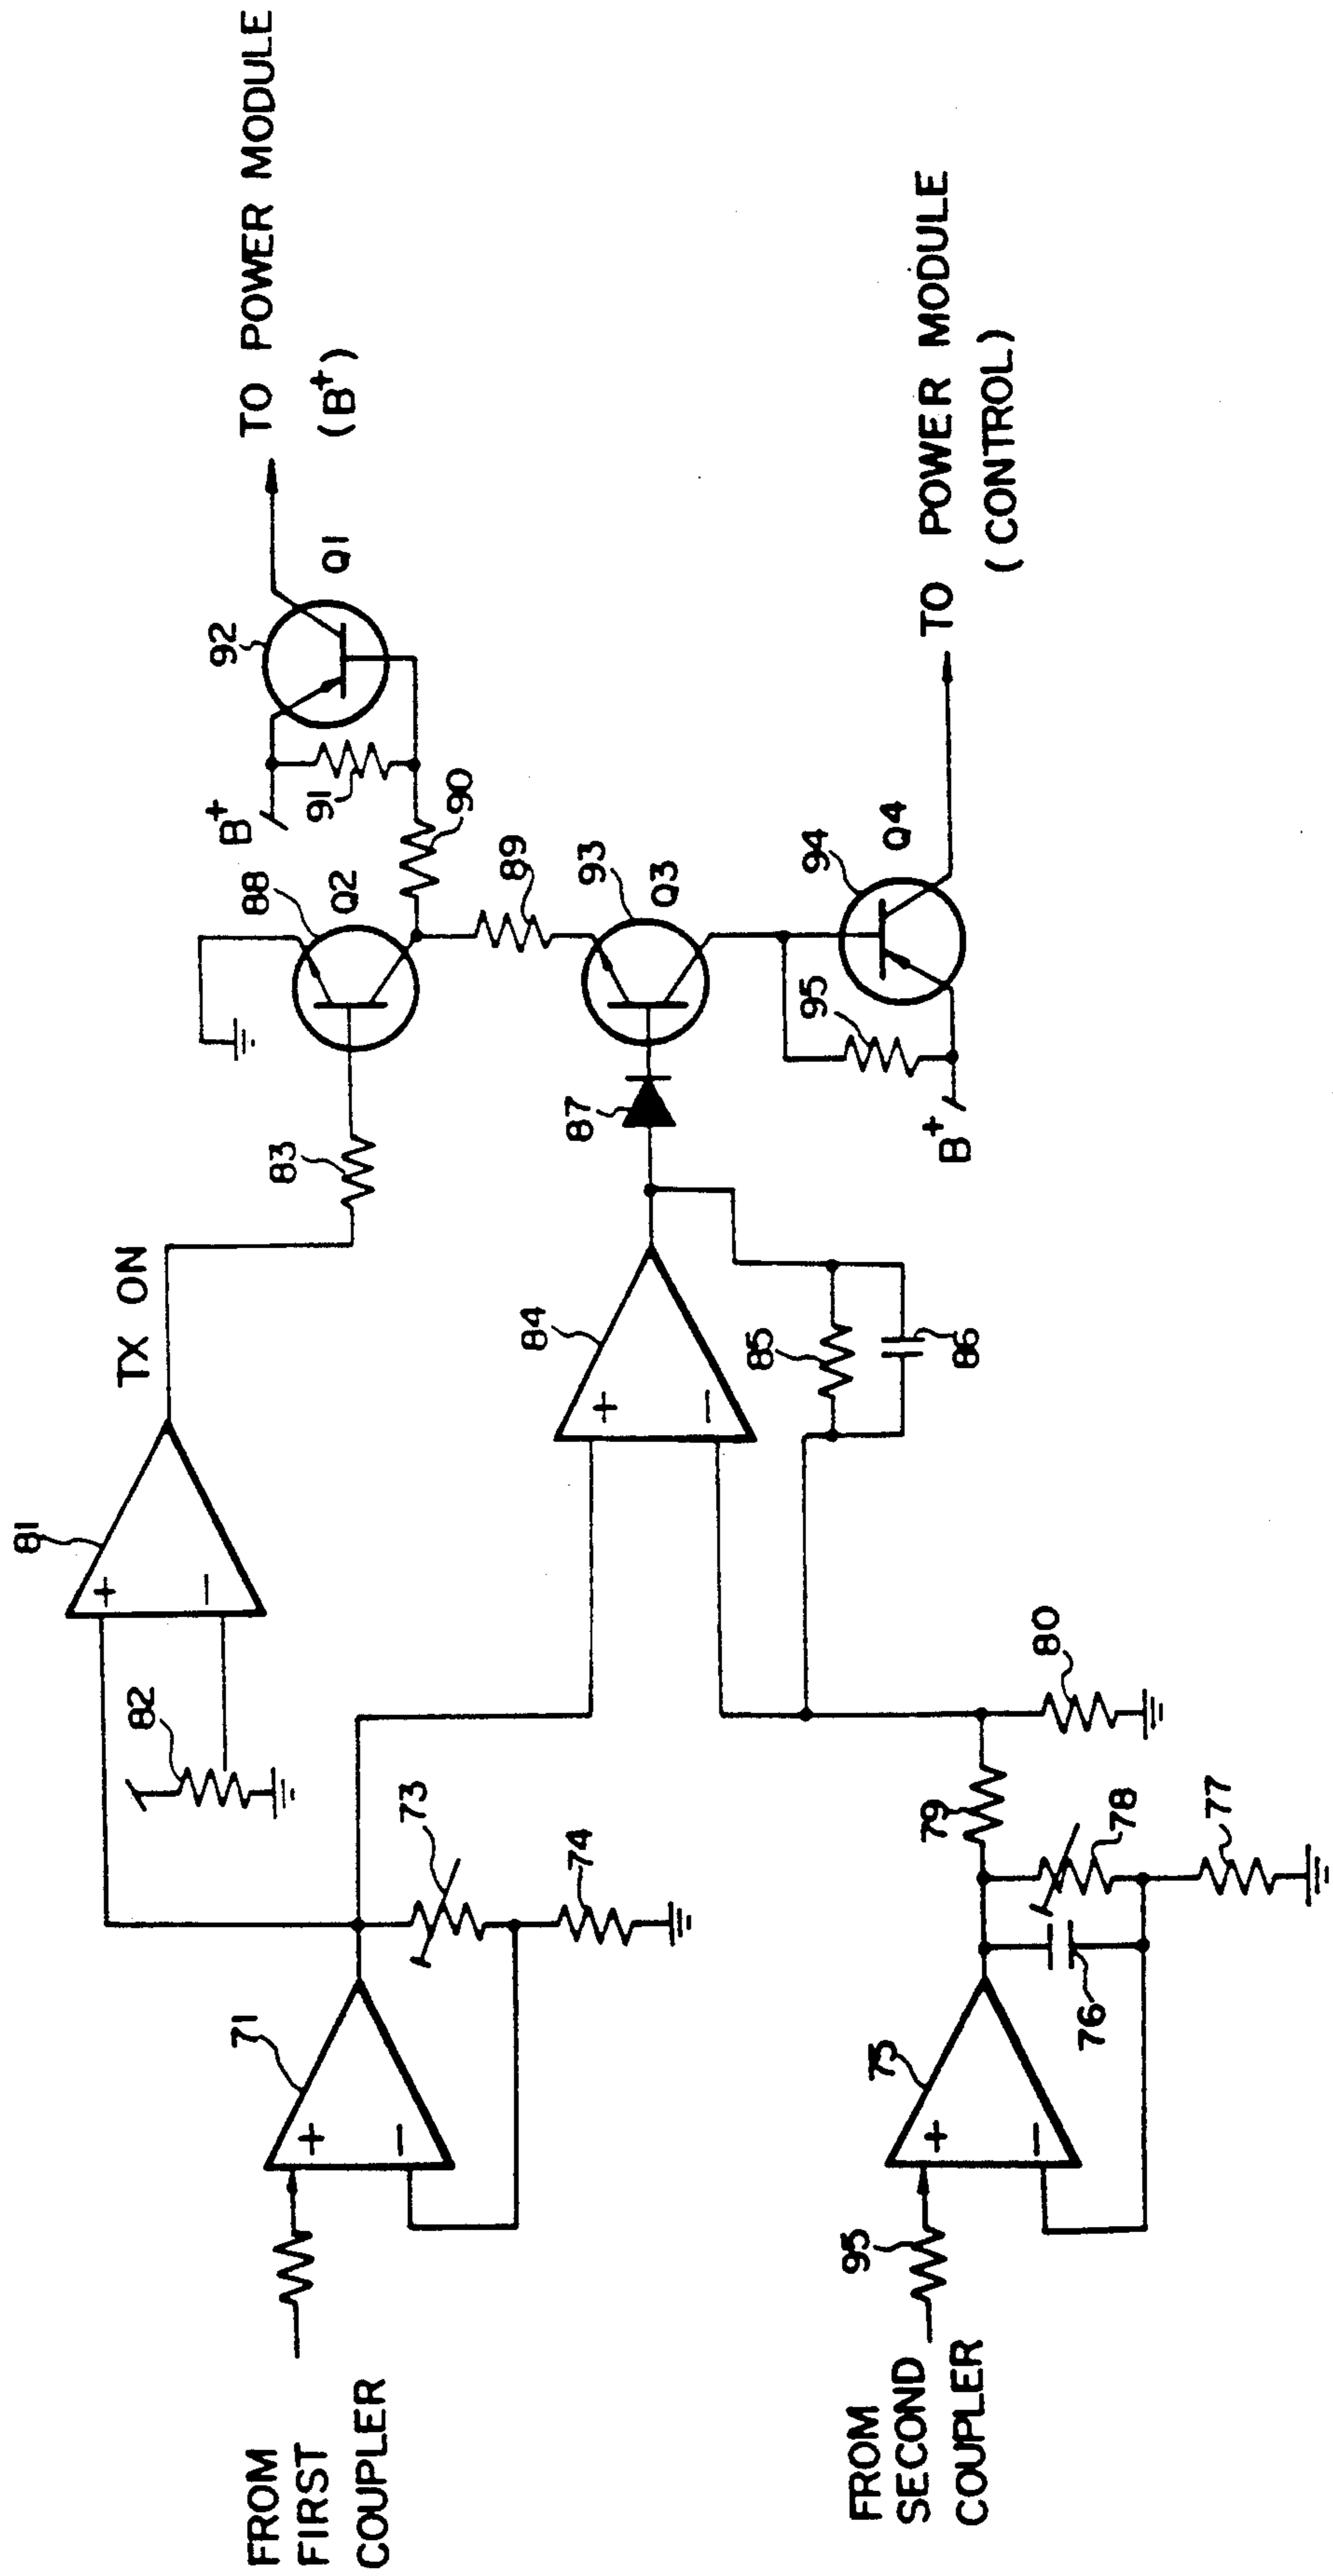 FROM
FIRST
COUPLER
71
+
−
73
74
82
81
+
−
TX ON
83
88
Q2
B+
91
90
92
Q1
TO POWER MODULE
(B+)
84
+
−
85
86
87
89
93
Q3
95
B+
94
Q4
TO POWER MODULE
(CONTROL)
FROM
SECOND
COUPLER
95
75
+
−
76
78
77
79
80